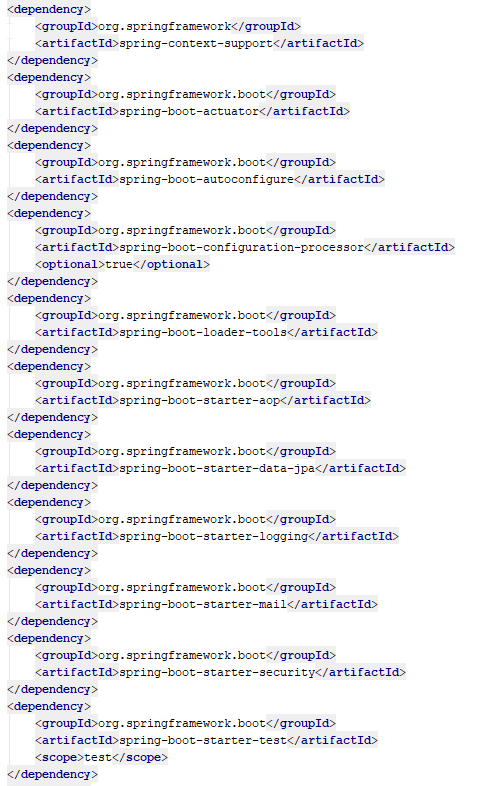 <dependency>
    <groupId>org.springframework</groupId>
    <artifactId>spring-context-support</artifactId>
</dependency>
<dependency>
    <groupId>org.springframework.boot</groupId>
    <artifactId>spring-boot-actuator</artifactId>
</dependency>
<dependency>
    <groupId>org.springframework.boot</groupId>
    <artifactId>spring-boot-autoconfigure</artifactId>
</dependency>
<dependency>
    <groupId>org.springframework.boot</groupId>
    <artifactId>spring-boot-configuration-processor</artifactId>
    <optional>true</optional>
</dependency>
<dependency>
    <groupId>org.springframework.boot</groupId>
    <artifactId>spring-boot-loader-tools</artifactId>
</dependency>
<dependency>
    <groupId>org.springframework.boot</groupId>
    <artifactId>spring-boot-starter-aop</artifactId>
</dependency>
<dependency>
    <groupId>org.springframework.boot</groupId>
    <artifactId>spring-boot-starter-data-jpa</artifactId>
</dependency>
<dependency>
    <groupId>org.springframework.boot</groupId>
    <artifactId>spring-boot-starter-logging</artifactId>
</dependency>
<dependency>
    <groupId>org.springframework.boot</groupId>
    <artifactId>spring-boot-starter-mail</artifactId>
</dependency>
<dependency>
    <groupId>org.springframework.boot</groupId>
    <artifactId>spring-boot-starter-security</artifactId>
</dependency>
<dependency>
    <groupId>org.springframework.boot</groupId>
    <artifactId>spring-boot-starter-test</artifactId>
    <scope>test</scope>
</dependency>